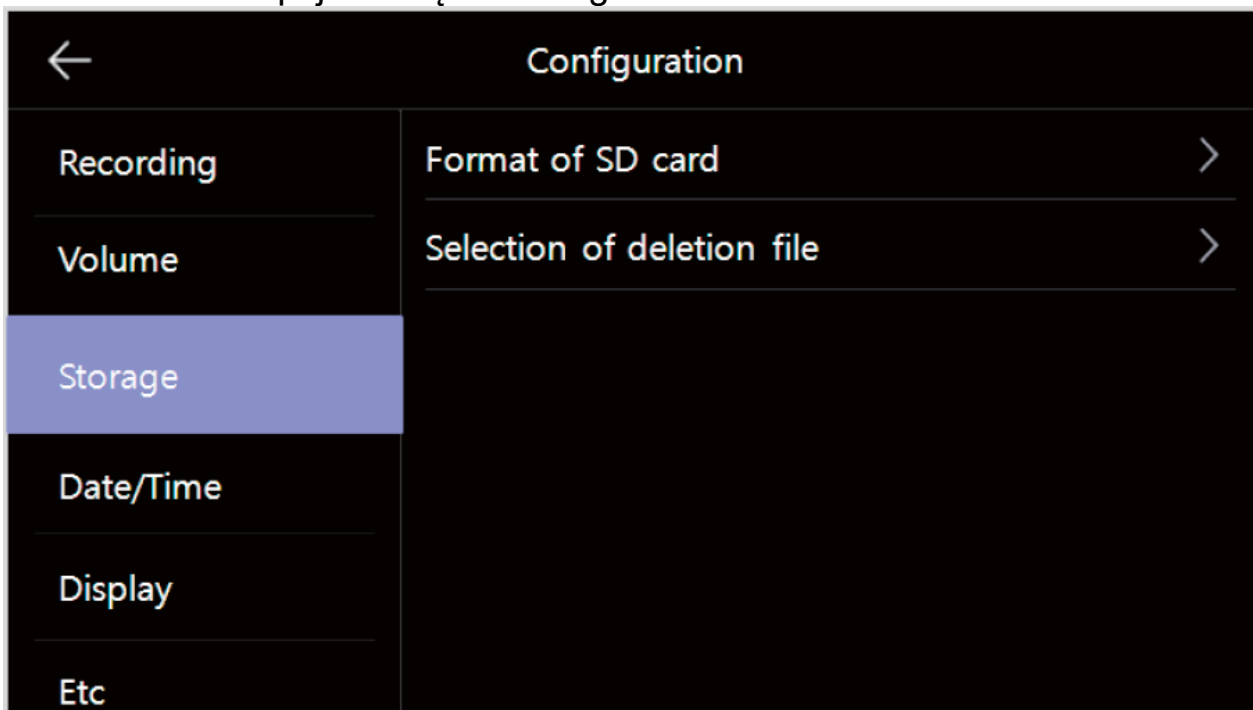 Configuration
Recording
Volume
Storage
Date/Time
Display
Etc
Format of SD card
Selection of deletion file